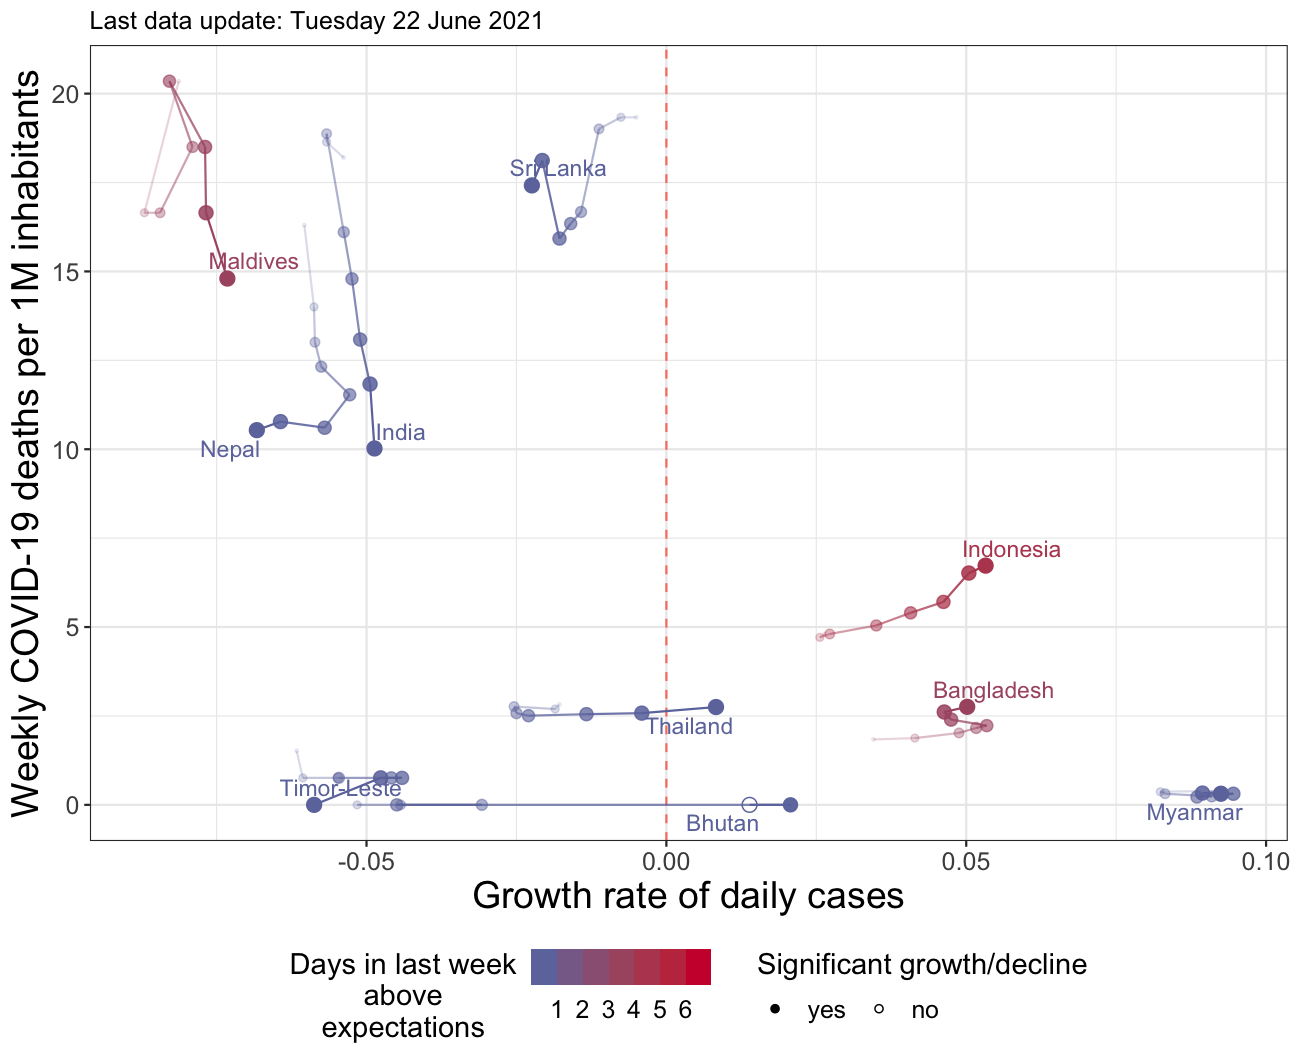 Last data update: Tuesday 22 June 2021
Weekly COVID-19 deaths per 1M inhabitants
20
15
10
5
0
Sri Lanka
Maldives
India
Nepal
Indonesia
Bangladesh
Thailand
Timor-Leste
Myanmar
Bhutan
-0.05
0.00
0.05
0.10
Growth rate of daily cases
Days in last week
above
expectations
1 2 3 4 5 6
Significant growth/decline
yes no